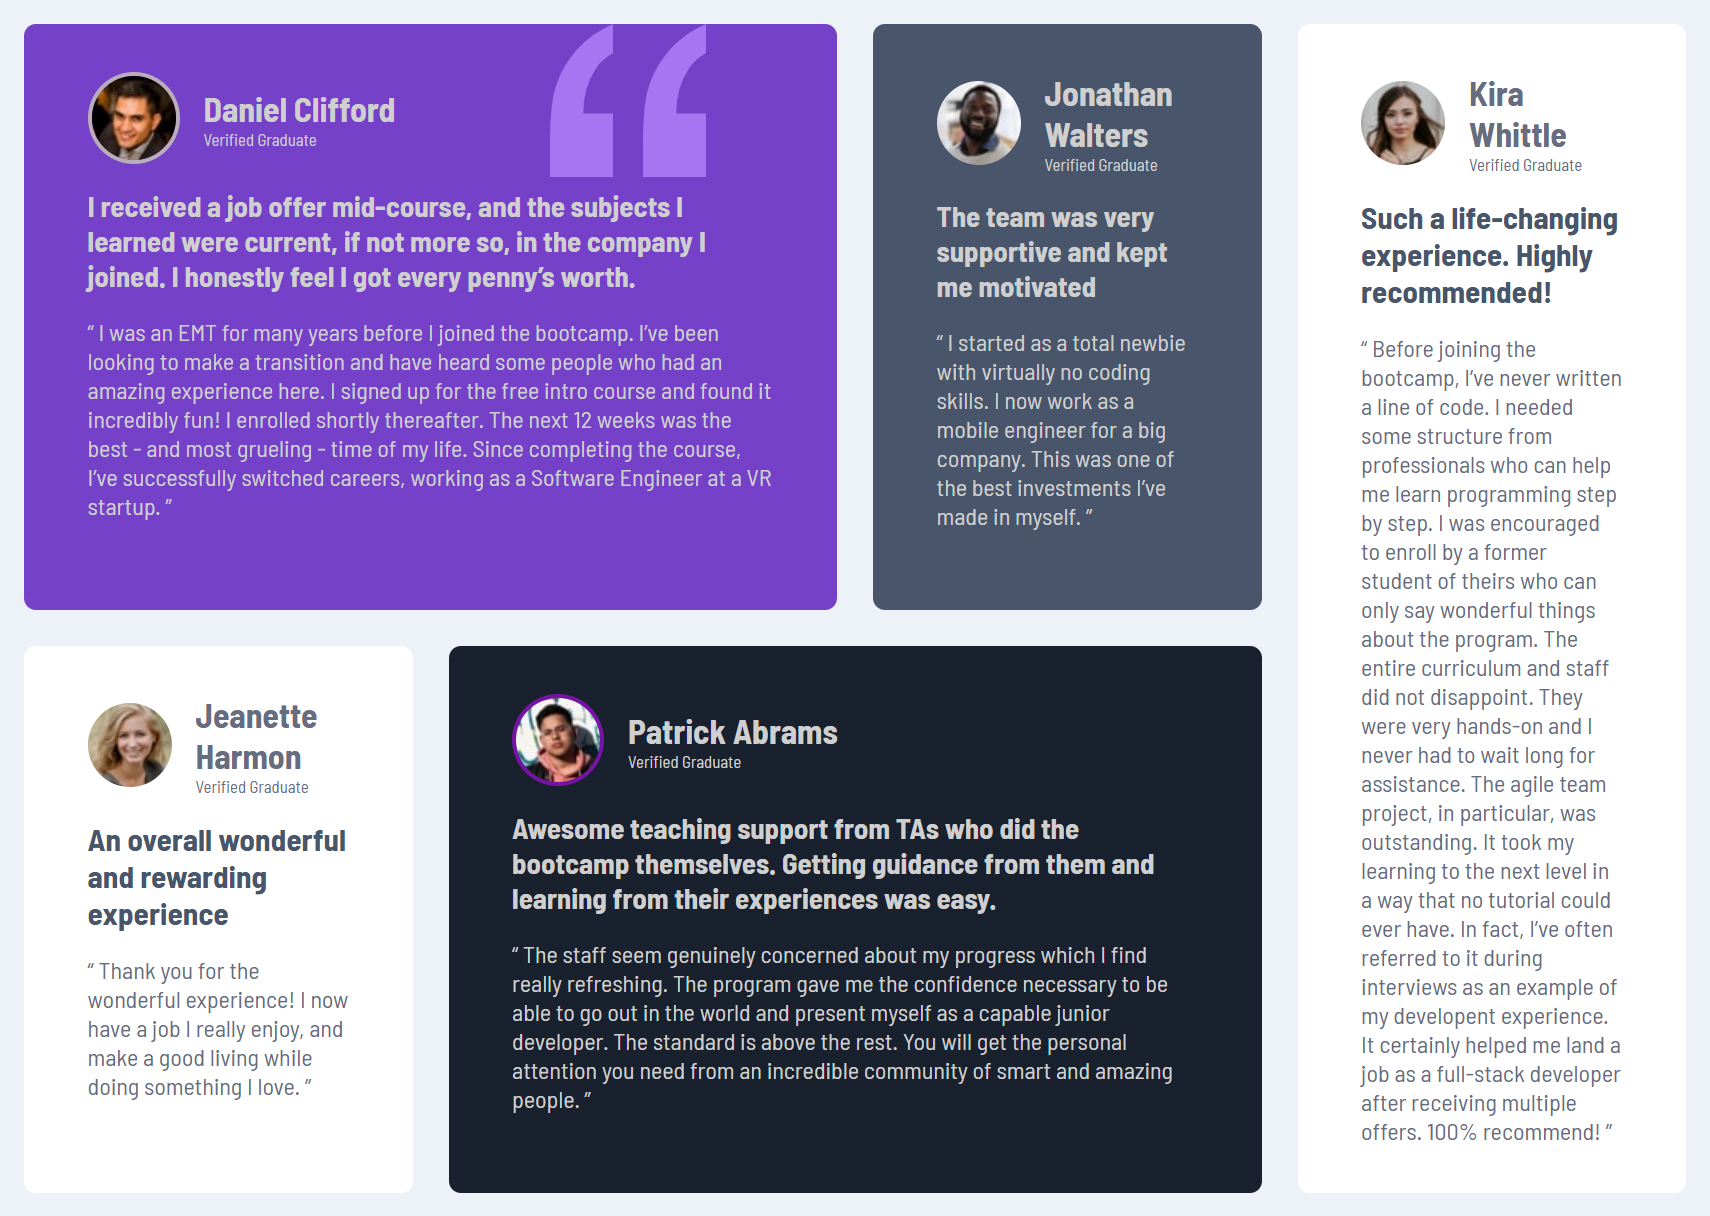 Daniel Clifford
Verified Graduate
I received a job offer mid-course, and the subjects I
learned were current, if not more so, in the company I
joined. I honestly feel I got every penny’s worth.
“ I was an EMT for many years before I joined the bootcamp. I’ve been
looking to make a transition and have heard some people who had an
amazing experience here. I signed up for the free intro course and found it
incredibly fun! I enrolled shortly thereafter. The next 12 weeks was the
best - and most grueling - time of my life. Since completing the course,
I’ve successfully switched careers, working as a Software Engineer at a VR
startup. ”
Jonathan
Walters
Verified Graduate
The team was very
supportive and kept
me motivated
“ I started as a total newbie
with virtually no coding
skills. I now work as a
mobile engineer for a big
company. This was one of
the best investments I’ve
made in myself. ”
Kira
Whittle
Verified Graduate
Such a life-changing
experience. Highly
recommended!
“ Before joining the
bootcamp, I’ve never written
a line of code. I needed
some structure from
professionals who can help
me learn programming step
by step. I was encouraged
to enroll by a former
student of theirs who can
only say wonderful things
about the program. The
entire curriculum and staff
did not disappoint. They
were very hands-on and I
never had to wait long for
assistance. The agile team
project, in particular, was
outstanding. It took my
learning to the next level in
a way that no tutorial could
ever have. In fact, I’ve often
referred to it during
interviews as an example of
my developent experience.
It certainly helped me land a
job as a full-stack developer
after receiving multiple
offers. 100% recommend! ”
Jeanette
Harmon
Verified Graduate
An overall wonderful
and rewarding
experience
“ Thank you for the
wonderful experience! I now
have a job I really enjoy, and
make a good living while
doing something I love. ”
Patrick Abrams
Verified Graduate
Awesome teaching support from TAs who did the
bootcamp themselves. Getting guidance from them and
learning from their experiences was easy.
“ The staff seem genuinely concerned about my progress which I find
really refreshing. The program gave me the confidence necessary to be
able to go out in the world and present myself as a capable junior
developer. The standard is above the rest. You will get the personal
attention you need from an incredible community of smart and amazing
people. ”